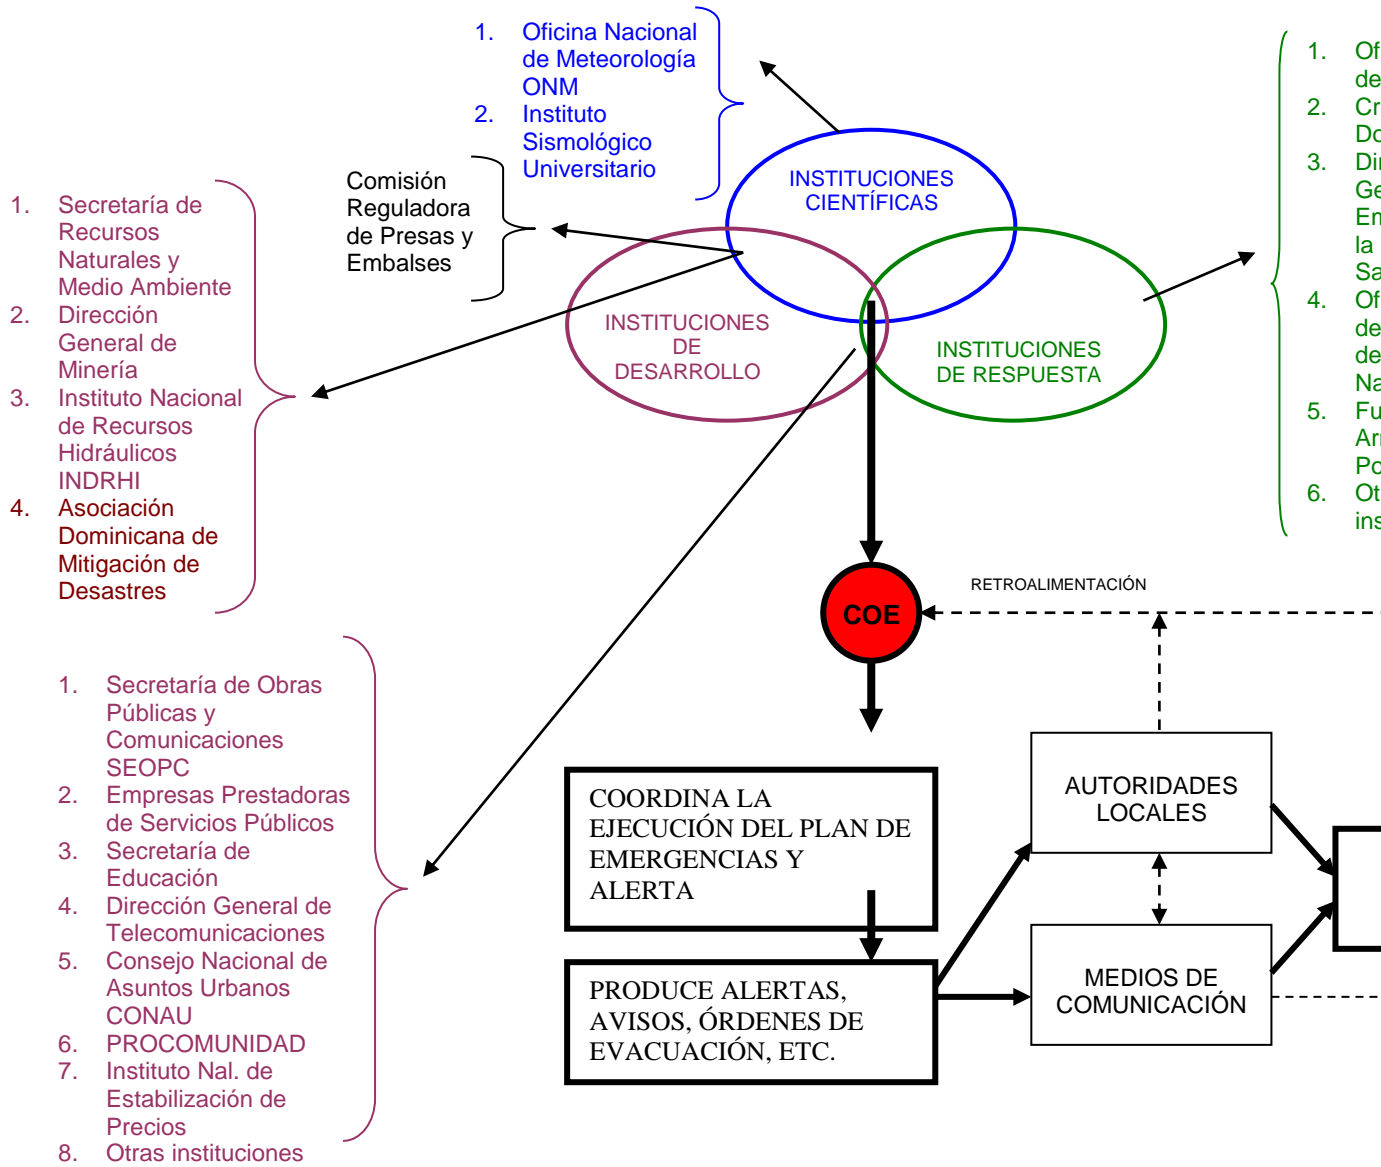 1. Oficina Nacional
de Meteorología
ONM
2. Instituto
Sismológico
Universitario
Comisión
Reguladora
de Presas y
Embalses
1. Secretaría de
Recursos
Naturales y
Medio Ambiente
2. Dirección
General de
Minería
3. Instituto Nacional
de Recursos
Hidráulicos
INDRHI
4. Asociación
Dominicana de
Mitigación de
Desastres
INSTITUCIONES
CIENTÍFICAS
INSTITUCIONES
DE
DESARROLLO
INSTITUCIONES
DE RESPUESTA
1.
de
2.
3.
la
4.
de
de
5.
6.
COE
RETROALIMENTACIÓN
1. Secretaría de Obras
Públicas y
Comunicaciones
SEOPC
2. Empresas Prestadoras
de Servicios Públicos
3. Secretaría de
Educación
4. Dirección General de
Telecomunicaciones
5. Consejo Nacional de
Asuntos Urbanos
CONAU
6. PROCOMUNIDAD
7. Instituto Nal. de
Estabilización de
Precios
8. Otras instituciones
COORDINA LA
EJECUCIÓN DEL PLAN DE
EMERGENCIAS Y
ALERTA
PRODUCE ALERTAS,
AVISOS, ÓRDENES DE
EVACUACIÓN, ETC.
AUTORIDADES
LOCALES
MEDIOS DE
COMUNICACIÓN